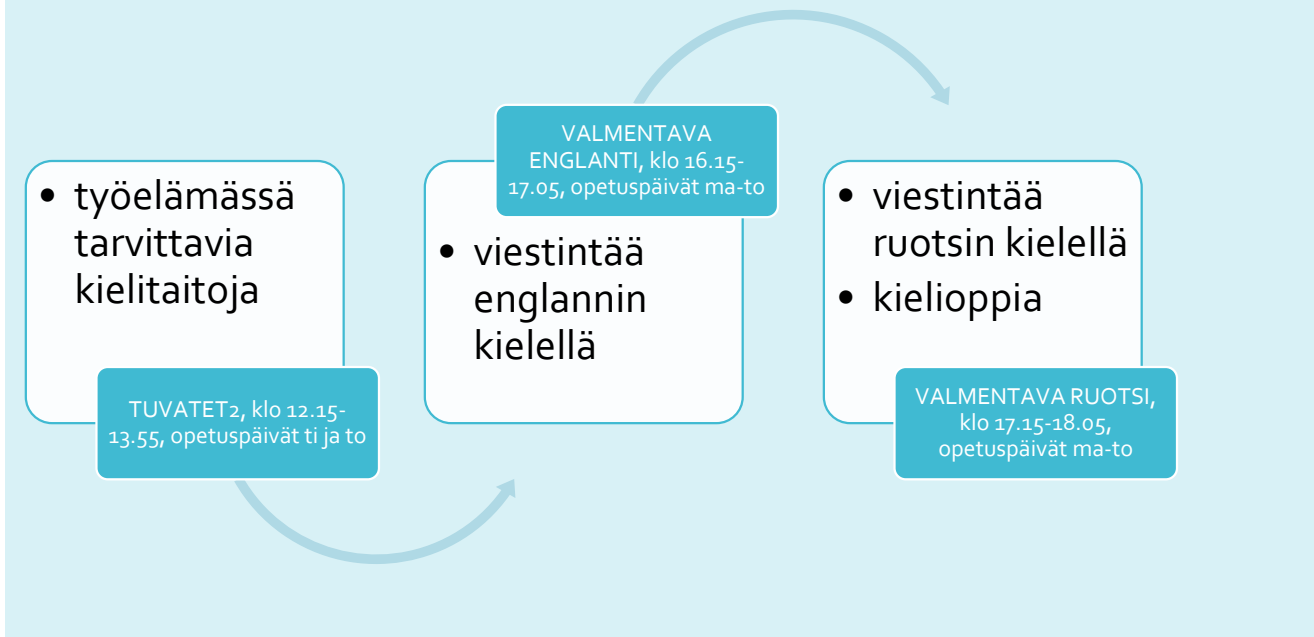 • työelämässä
tarvittavia
kielitaitoja
TUVATET2, klo 12.15-
13.55, opetuspäivät ti ja to
VALMENTAVA
ENGLANTI, klo 16.15-
17.05, opetuspäivät ma-to
• viestintää
englannin
kielellä
• viestintää
ruotsin kielellä
• kielioppia
VALMENTAVA RUOTSI,
klo 17.15-18.05,
opetuspäivät ma-to